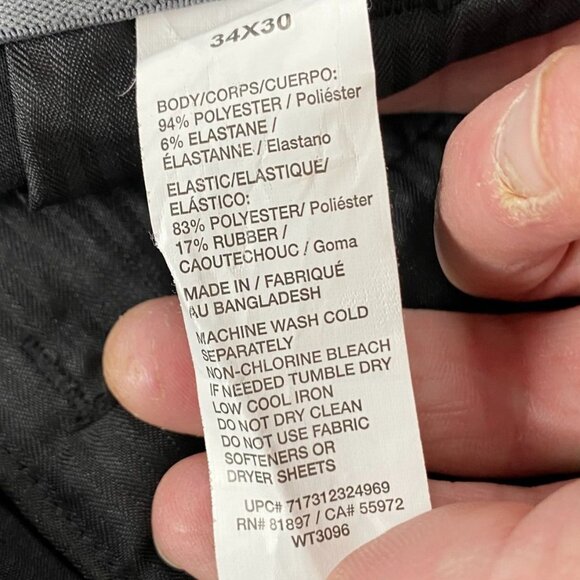 34X30
BODY/CORPS/CUERPO:
94% POLYESTER / Poliéster
6% ELASTANE /
ÉLASTANNE / Elastano
ELASTIC/ELASTIQUE/
ELÁSTICO:
83% POLYESTER/ Poliéster
17% RUBBER /
CAOUTECHOUC / Goma
MADE IN / FABRIQUÉ
AU BANGLADESH
MACHINE WASH COLD
SEPARATELY
NON-CHLORINE BLEACH
IF NEEDED TUMBLE DRY
LOW COOL IRON
DO NOT DRY CLEAN
DO NOT USE FABRIC
SOFTENERS OR
DRYER SHEETS
UPC# 717312324969
RN# 81897 / CA# 55972
WT3096